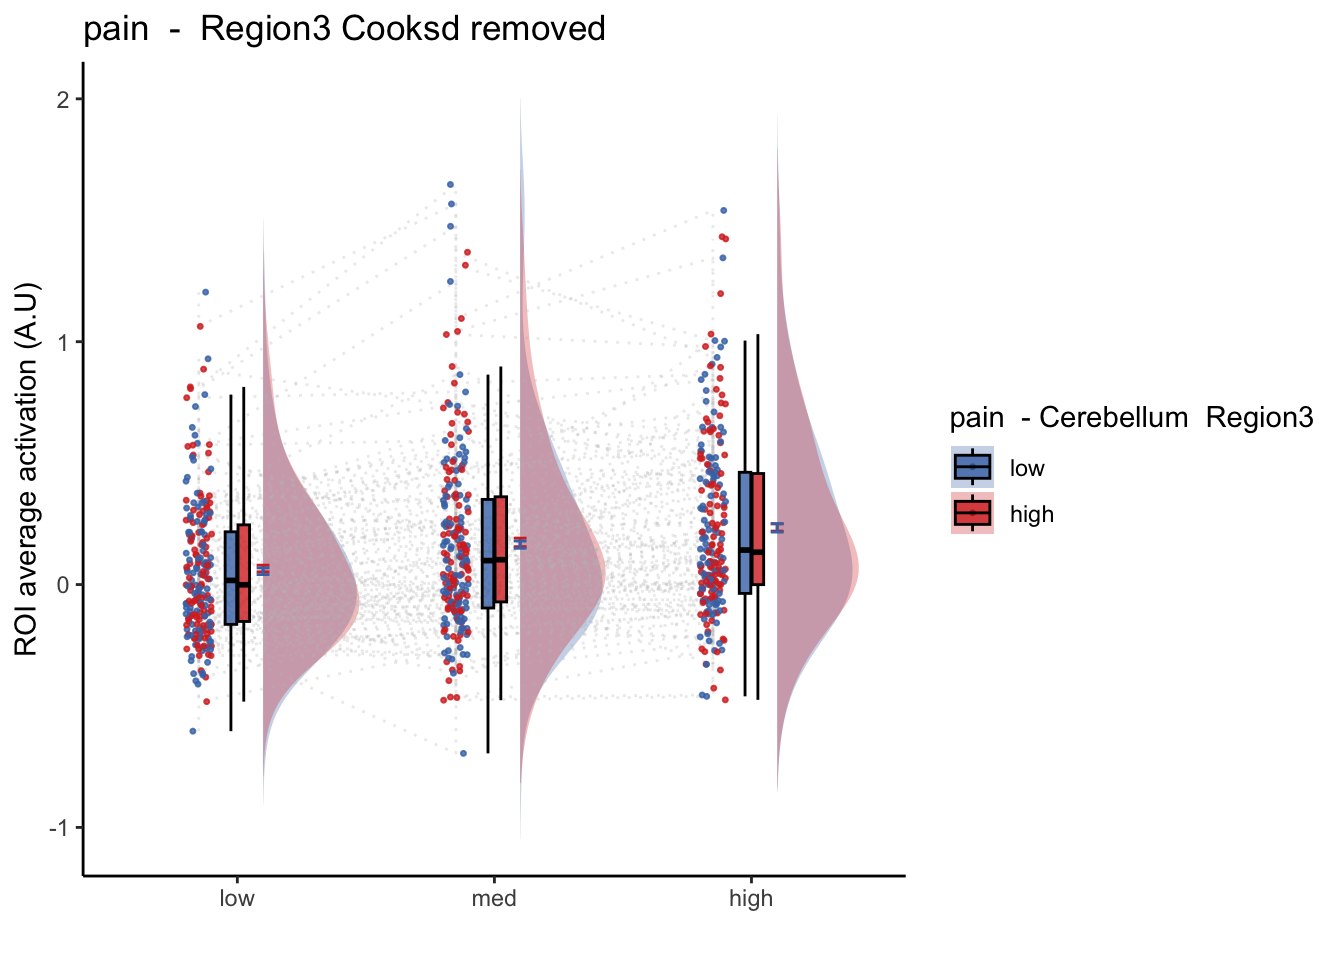 pain  -  Region3 Cooksd removed
ROI average activation (A.U)
2
1
0
-1
low
med
high
pain  - Cerebellum  Region3
low
high